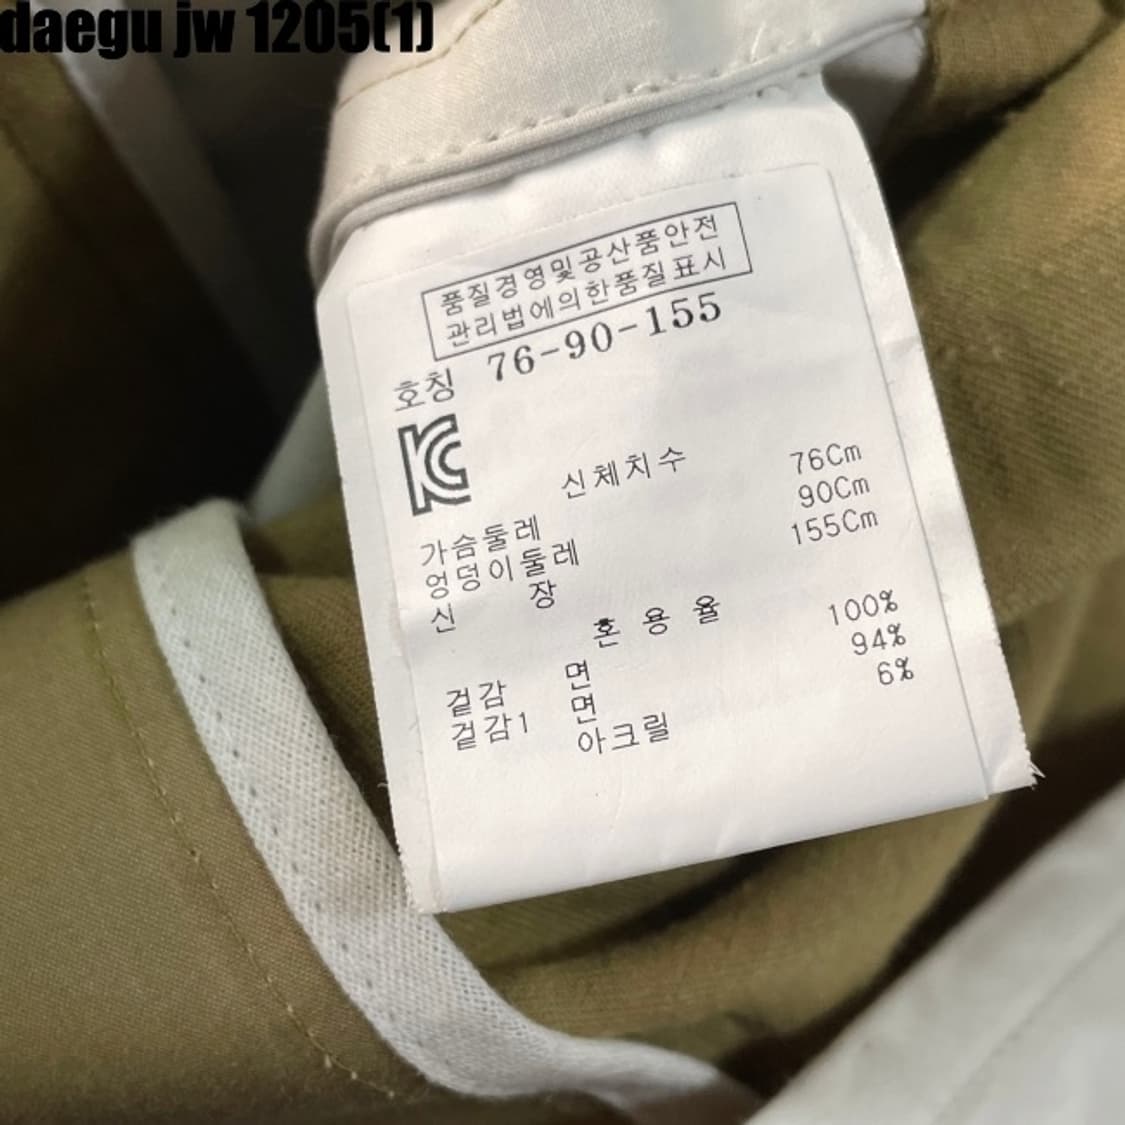 daegu jw 1205(1)
품질경영및공산품안전
관리법에의한품질표시
호칭 76-90-155
KC
신체치수
가슴둘레 76Cm
엉덩이둘레 90Cm
신 장 155Cm
혼 용 율
겉감 면 100%
겉감1 면 94%
아크릴 6%